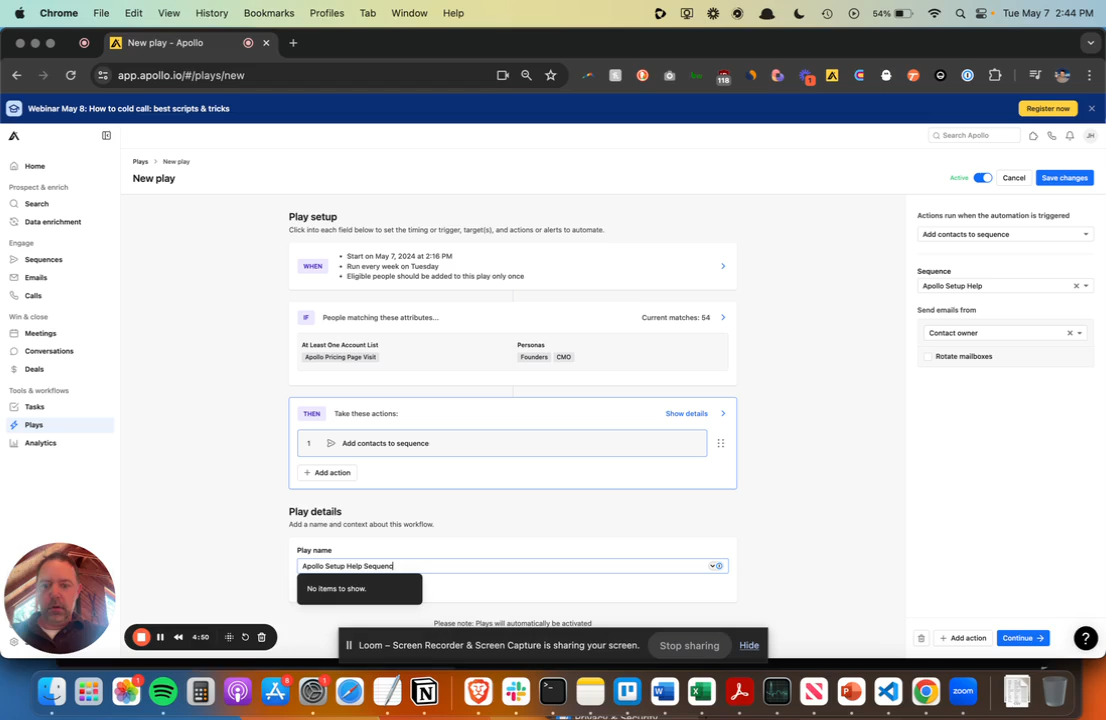 Chrome File Edit View History Bookmarks Profiles Tab Window Help
54% Tue May 7 2:44 PM
New play - Apollo
app.apollo.io/#/plays/new
118
1
Webinar May 8: How to cold call: best scripts & tricks
Register now
Search Apollo
JH
Home
Prospect & enrich
Search
Data enrichment
Engage
Sequences
Emails
Calls
Win & close
Meetings
Conversations
Deals
Tools & workflows
Tasks
Plays
Analytics
Plays > New play
New play
Active
Cancel
Save changes
Play setup
Click into each field below to set the timing or trigger, target(s), and actions or alerts to automate.
WHEN
• Start on May 7, 2024 at 2:16 PM
• Run every week on Tuesday
• Eligible people should be added to this play only once
IF People matching these attributes... Current matches: 54
At Least One Account List
Apollo Pricing Page Visit
Personas
Founders CMO
THEN Take these actions: Show details
1 Add contacts to sequence
+ Add action
Play details
Add a name and context about this workflow.
Play name
Apollo Setup Help Sequenc
No items to show.
Please note: Plays will automatically be activated
Actions run when the automation is triggered
Add contacts to sequence
Sequence
Apollo Setup Help
Send emails from
Contact owner
Rotate mailboxes
+ Add action
Continue
?
4:50
Loom – Screen Recorder & Screen Capture is sharing your screen.
Stop sharing
Hide
1
8
1
zoom
Privacy & Security